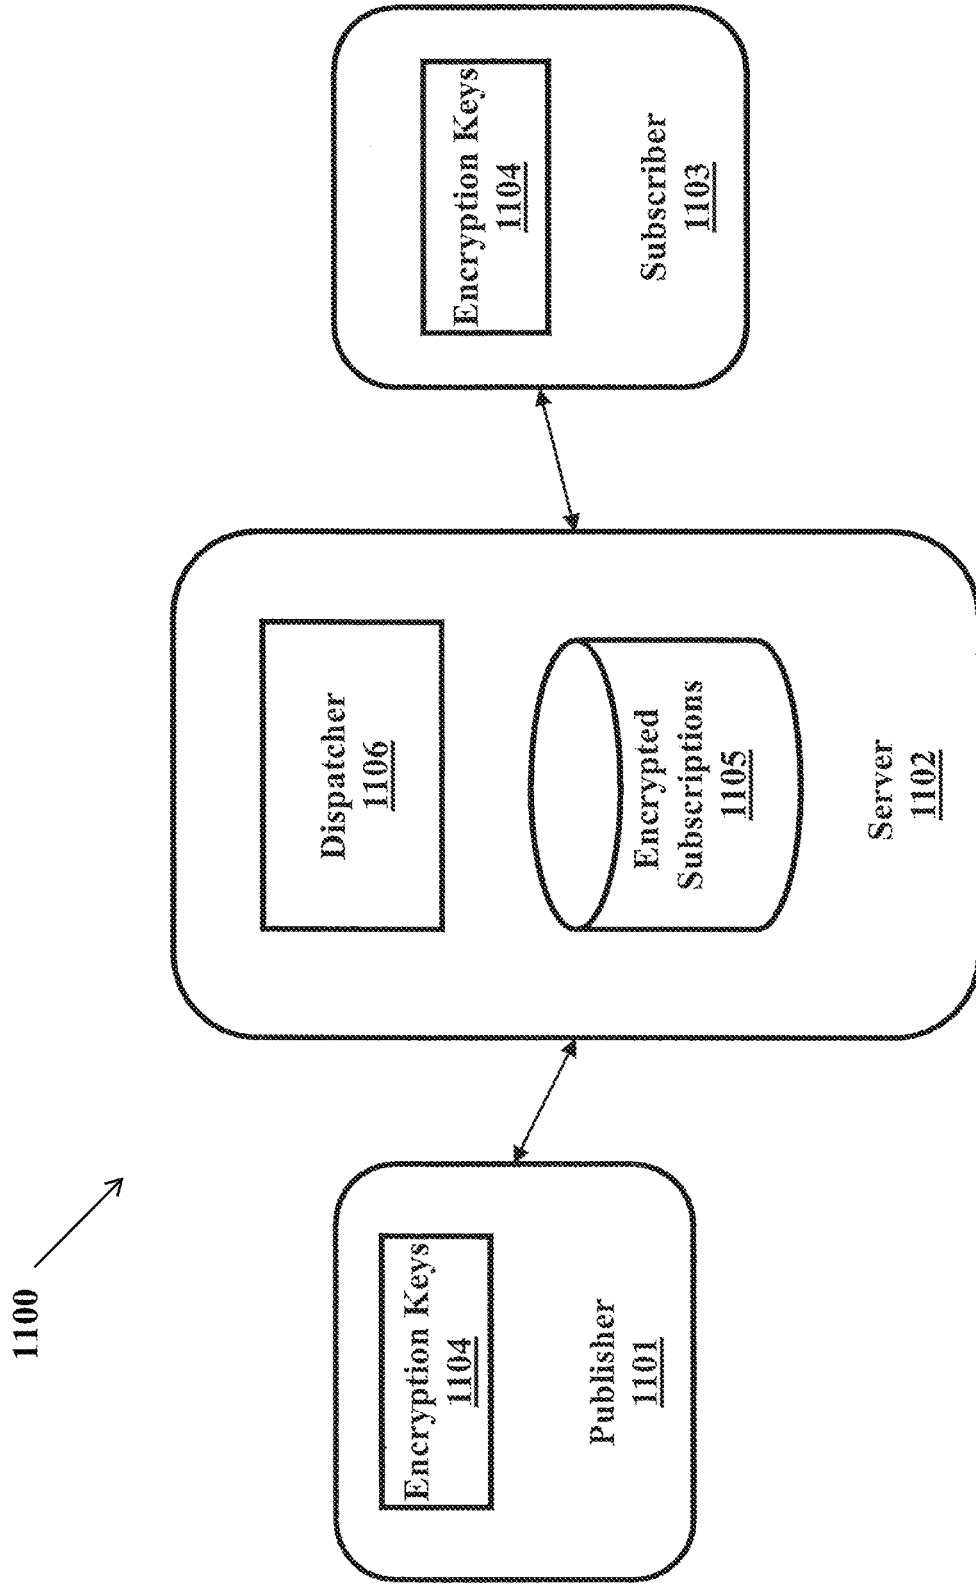 1100
Encryption Keys
1104
Publisher
1101
Dispatcher
1106
Encrypted
Subscriptions
1105
Server
1102
Encryption Keys
1104
Subscriber
1103